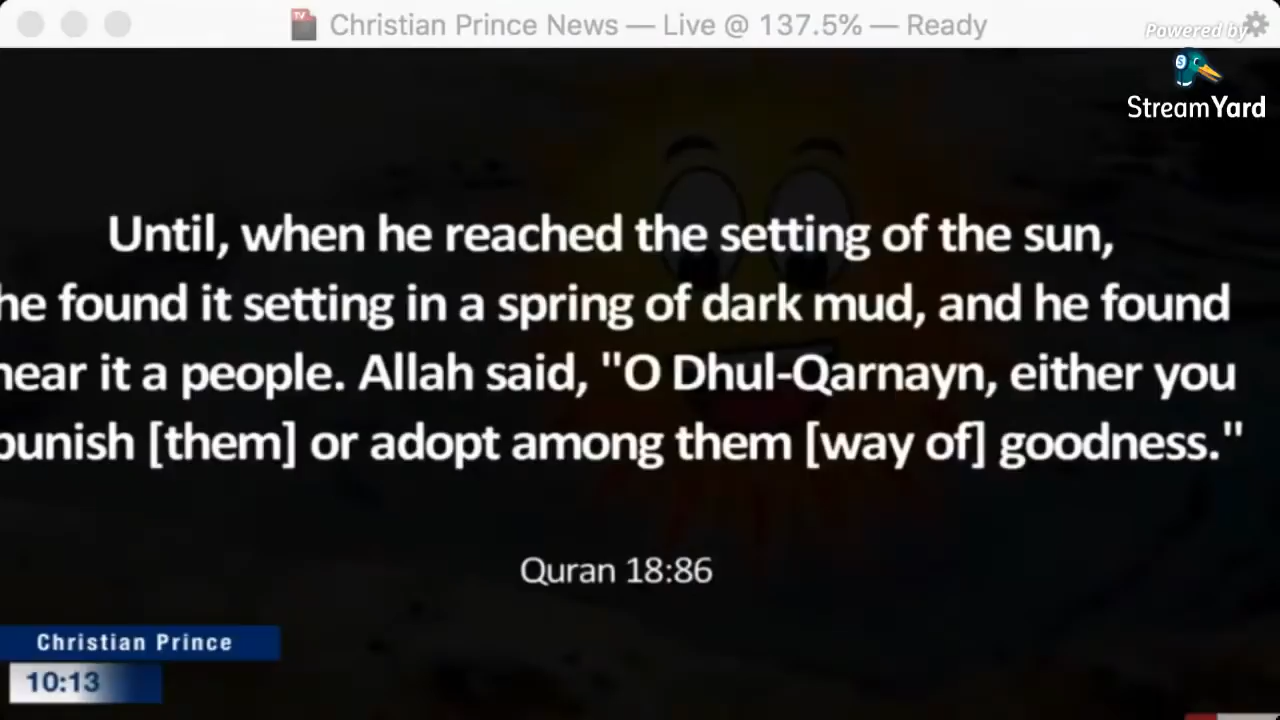 Christian Prince News — Live @ 137.5% — Ready
Powered by
StreamYard
Until, when he reached the setting of the sun,
he found it setting in a spring of dark mud, and he found
near it a people. Allah said, "O Dhul-Qarnayn, either you
punish [them] or adopt among them [way of] goodness."
Quran 18:86
Christian Prince
10:13